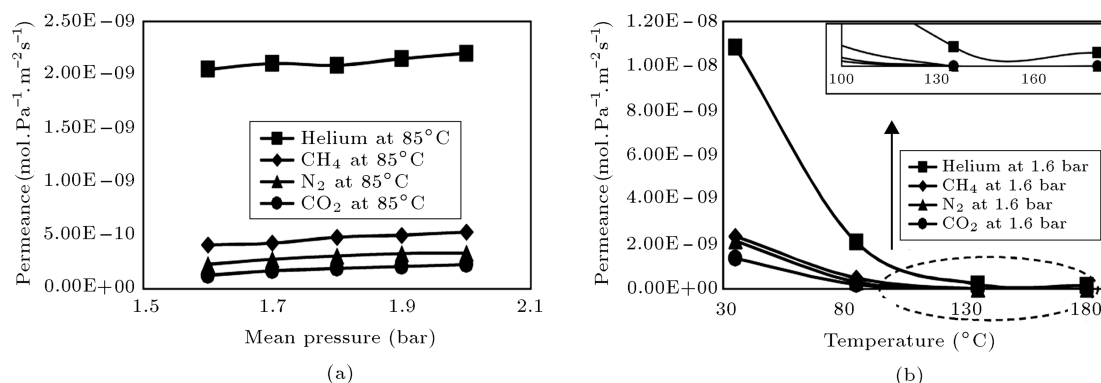 (a)
Permeance (mol.Pa⁻¹.m⁻²s⁻¹)
2.50E−09
2.00E−09
1.50E−09
1.00E−09
5.00E−10
0.00E+00
Helium at 85°C
CH₄ at 85°C
N₂ at 85°C
CO₂ at 85°C
1.5 1.7 1.9 2.1
Mean pressure (bar)
(a)
(b)
Permeance (mol.Pa⁻¹.m⁻²s⁻¹)
1.20E−08
1.00E−08
8.00E−09
6.00E−09
4.00E−09
2.00E−09
0.00E+00
100 130 160
Helium at 1.6 bar
CH₄ at 1.6 bar
N₂ at 1.6 bar
CO₂ at 1.6 bar
30 80 130 180
Temperature (°C)
(b)